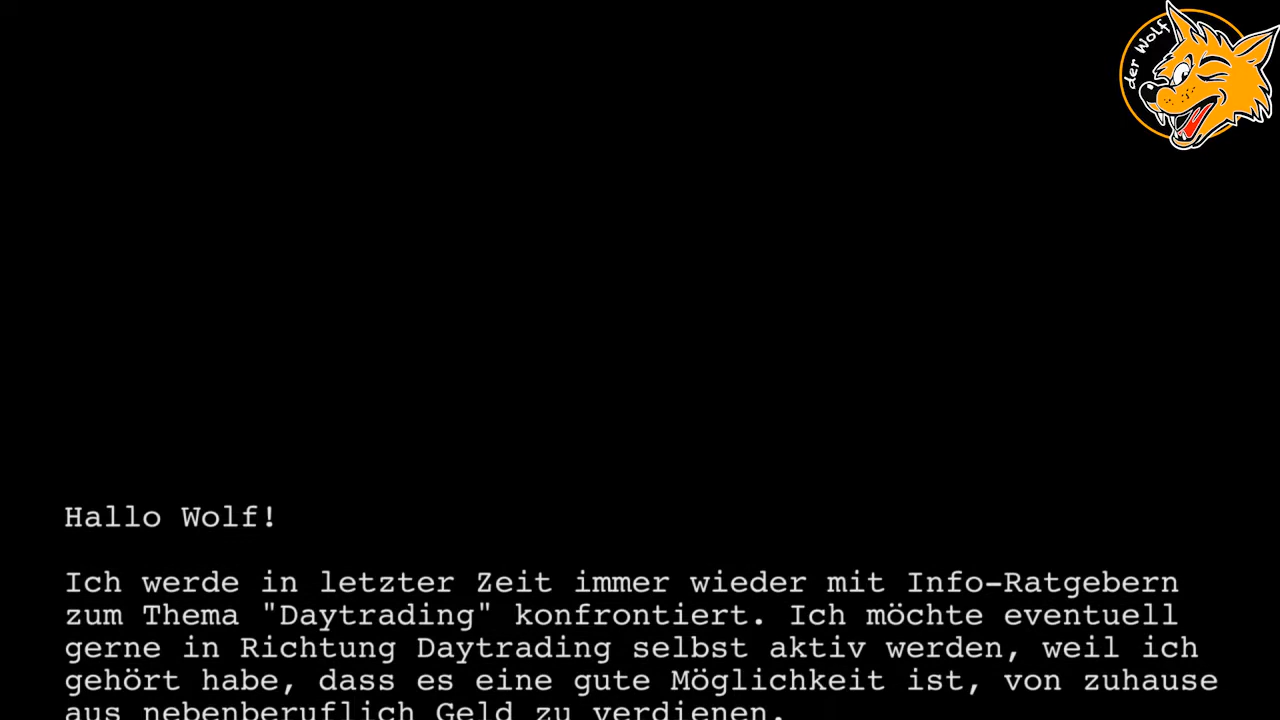 der Wolf
Hallo Wolf!
Ich werde in letzter Zeit immer wieder mit Info-Ratgebern
zum Thema "Daytrading" konfrontiert. Ich möchte eventuell
gerne in Richtung Daytrading selbst aktiv werden, weil ich
gehört habe, dass es eine gute Möglichkeit ist, von zuhause
aus nebenberuflich Geld zu verdienen.